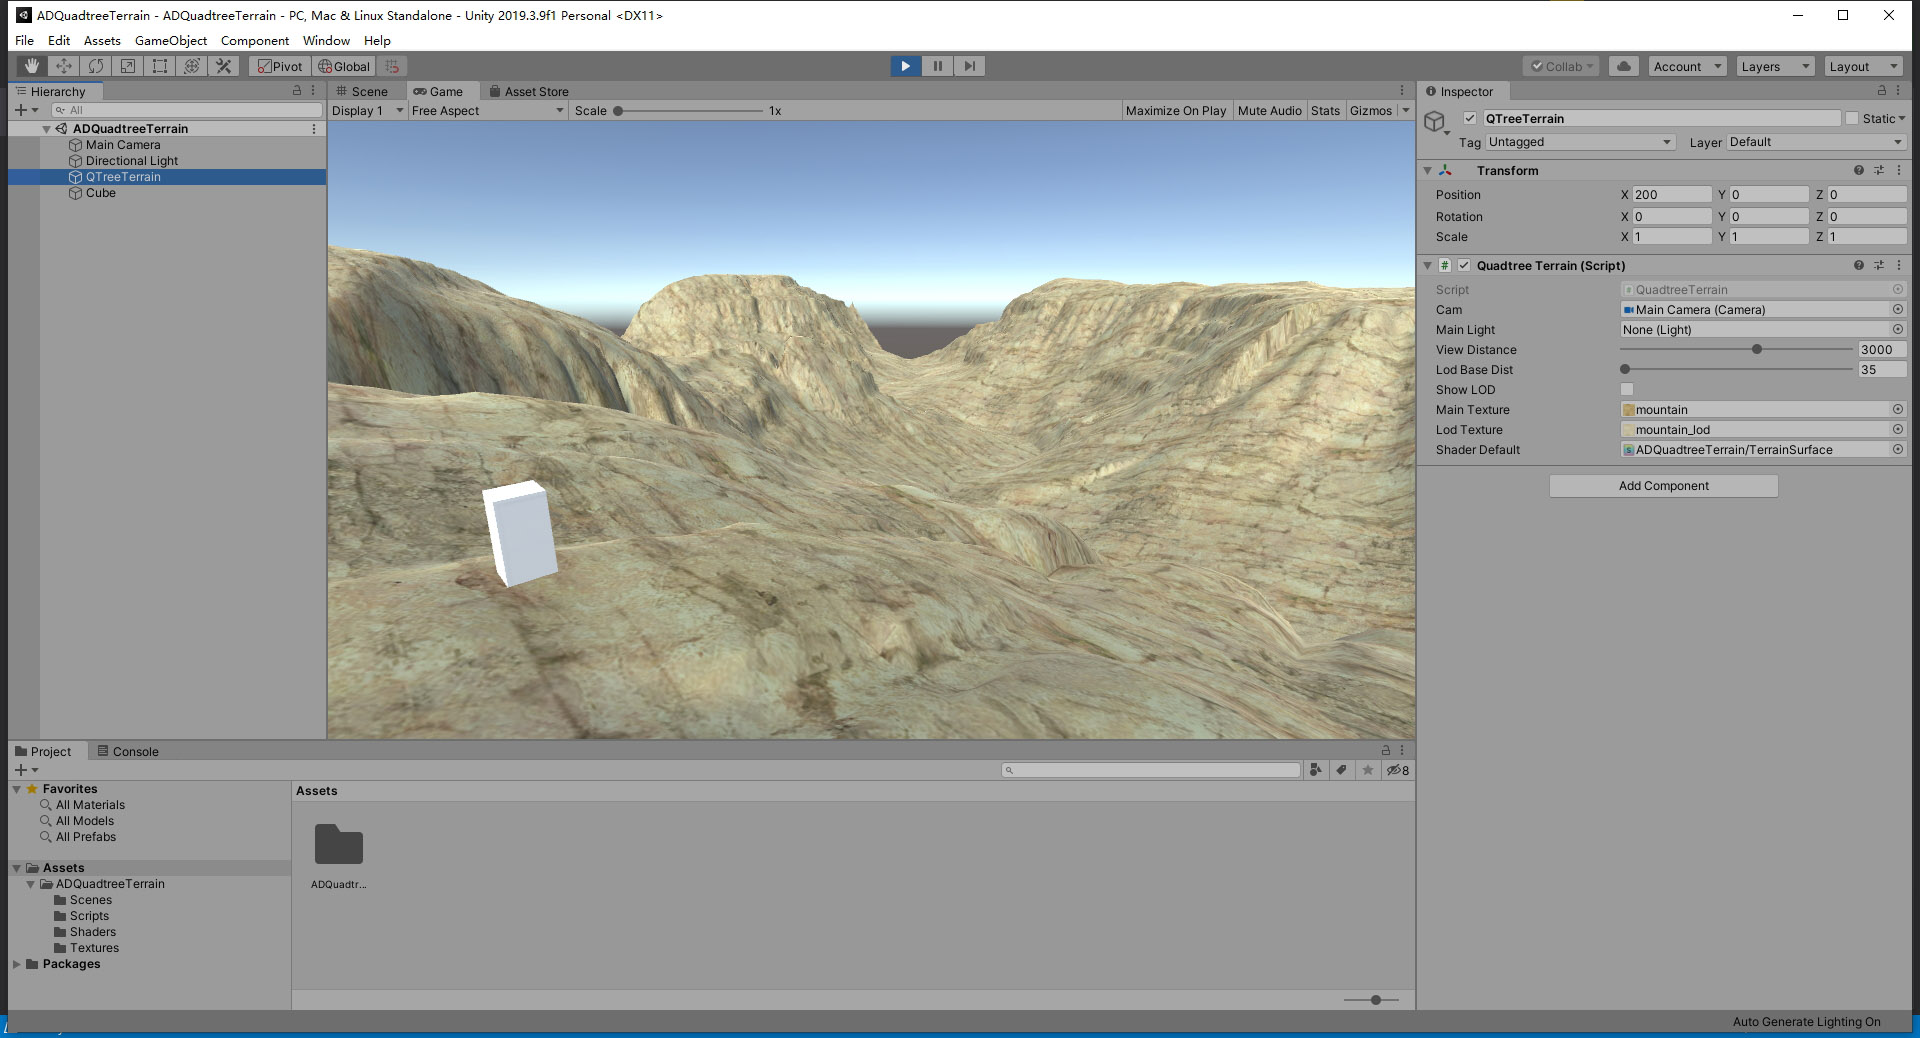 ADQuadtreeTerrain - ADQuadtreeTerrain - PC, Mac & Linux Standalone - Unity 2019.3.9f1 Personal <DX11>
File Edit Assets GameObject Component Window Help
Pivot Global Collab Account Layers Layout
Hierarchy
All
ADQuadtreeTerrain
Main Camera
Directional Light
QTreeTerrain
Cube
Scene Game Asset Store
Display 1 Free Aspect Scale 1x Maximize On Play Mute Audio Stats Gizmos
Inspector
QTreeTerrain Static
Tag Untagged Layer Default
Transform
Position X 200 Y 0 Z 0
Rotation X 0 Y 0 Z 0
Scale X 1 Y 1 Z 1
# Quadtree Terrain (Script)
Script QuadtreeTerrain
Cam Main Camera (Camera)
Main Light None (Light)
View Distance 3000
Lod Base Dist 35
Show LOD
Main Texture mountain
Lod Texture mountain_lod
Shader Default ADQuadtreeTerrain/TerrainSurface
Add Component
Project Console
8
Favorites
All Materials
All Models
All Prefabs
Assets
ADQuadtreeTerrain
Scenes
Scripts
Shaders
Textures
Packages
Assets
ADQuadtr...
Auto Generate Lighting On